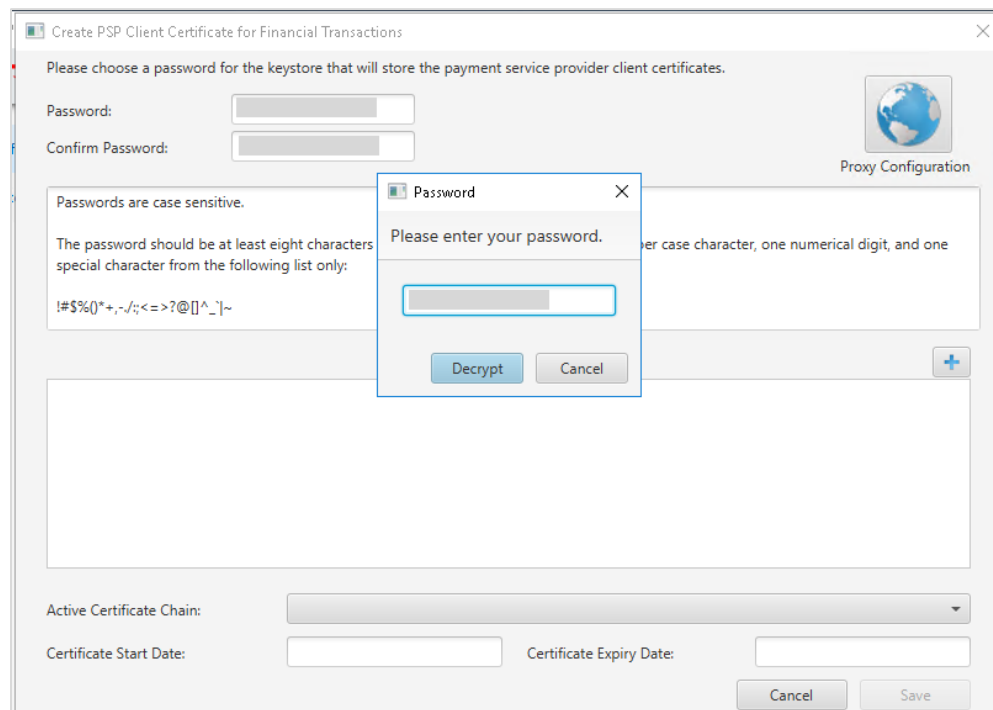 Create PSP Client Certificate for Financial Transactions
Please choose a password for the keystore that will store the payment service provider client certificates.
Password:
Confirm Password:
Proxy Configuration
Passwords are case sensitive.
The password should be at least eight characters
per case character, one numerical digit, and one
special character from the following list only:
!#$%()*+,-./:;<=>?@[]^_`|~
Password
Please enter your password.
Decrypt
Cancel
Active Certificate Chain:
Certificate Start Date:
Certificate Expiry Date:
Cancel
Save